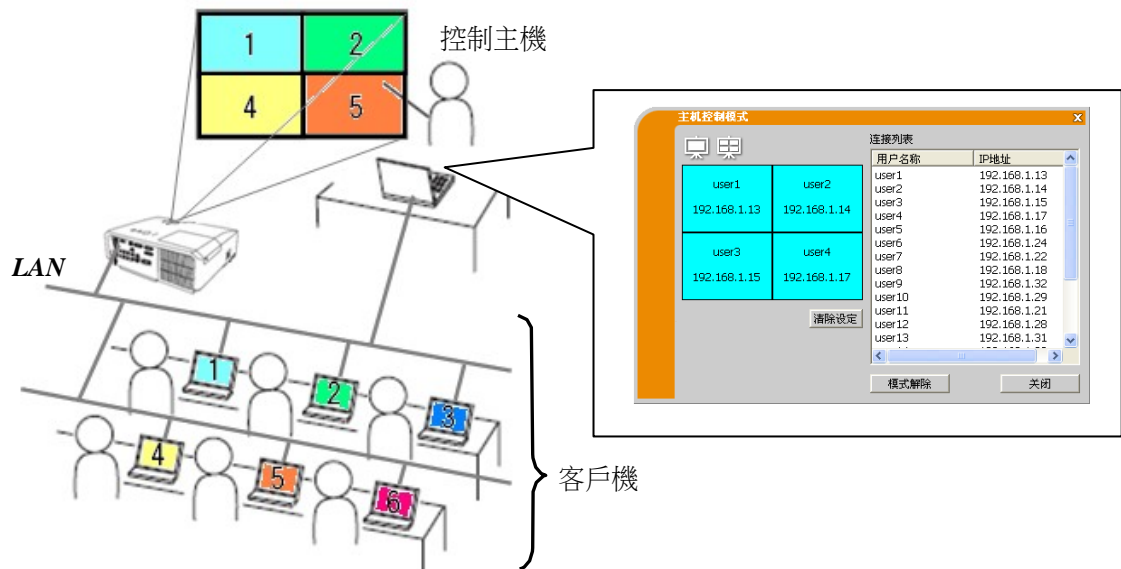 1 2
4 5
控制主機
LAN
1
2
3
4
5
6
客戶機
主机控制模式
x
user1 user2
192.168.1.13 192.168.1.14
user3 user4
192.168.1.15 192.168.1.17
清除设定
连接列表
用户名称 IP地址
user1 192.168.1.13
user2 192.168.1.14
user3 192.168.1.15
user4 192.168.1.17
user5 192.168.1.16
user6 192.168.1.24
user7 192.168.1.22
user8 192.168.1.18
user9 192.168.1.32
user10 192.168.1.29
user11 192.168.1.21
user12 192.168.1.28
user13 192.168.1.31
模式解除 关闭